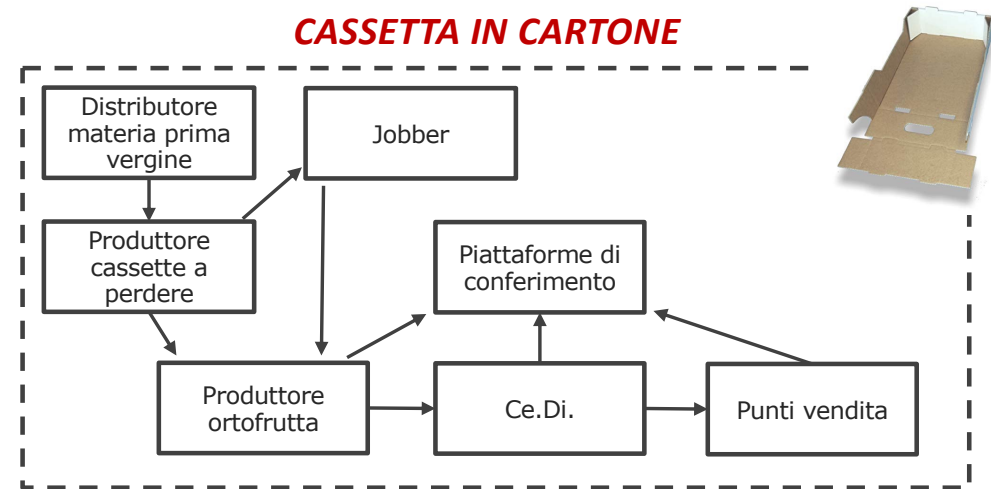 CASSETTA IN CARTONE
Distributore
materia prima
vergine
Jobber
Produttore
cassette a
perdere
Piattaforme di
conferimento
Produttore
ortofrutta
Ce.Di.
Punti vendita